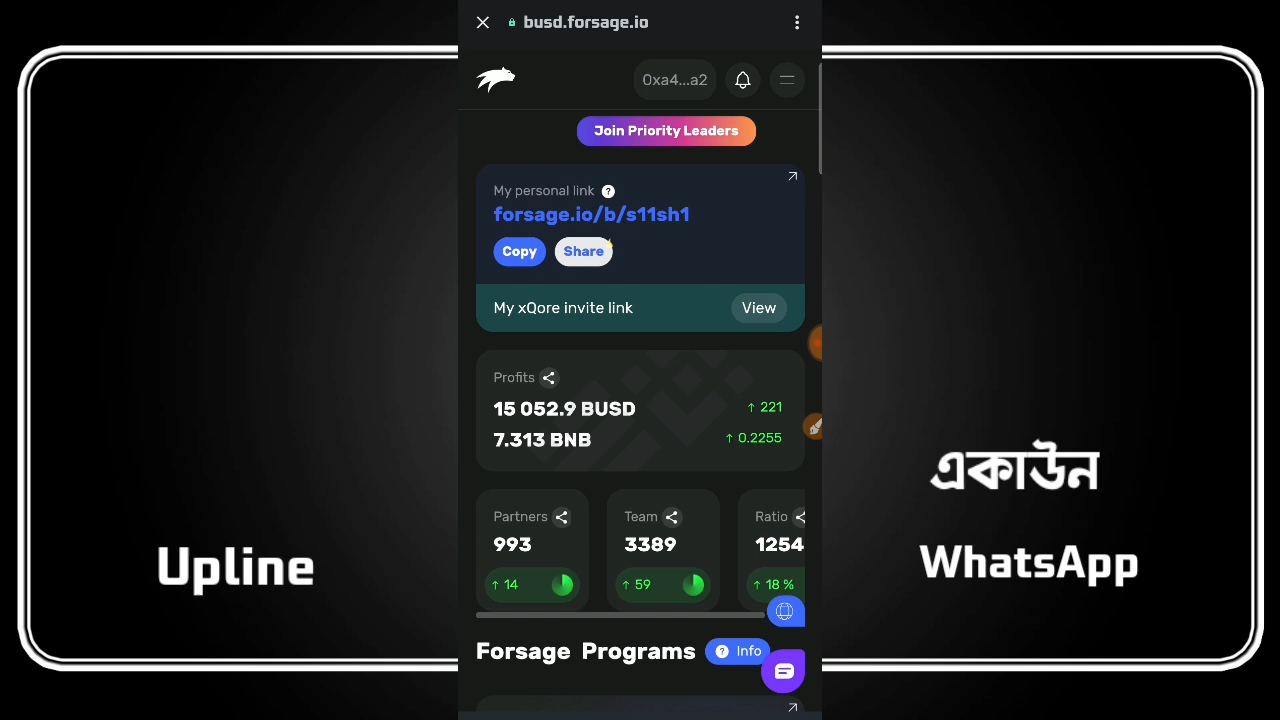 busd.forsage.io
0xa4...a2
Join Priority Leaders
My personal link ?
forsage.io/b/s11sh1
Copy Share
My xQore invite link View
Profits
15 052.9 BUSD ↑ 221
7.313 BNB ↑ 0.2255
Partners Team Ratio
993 3389 1254
↑ 14 ↑ 59 ↑ 18 %
Forsage Programs ? Info
Upline
একাউন
WhatsApp